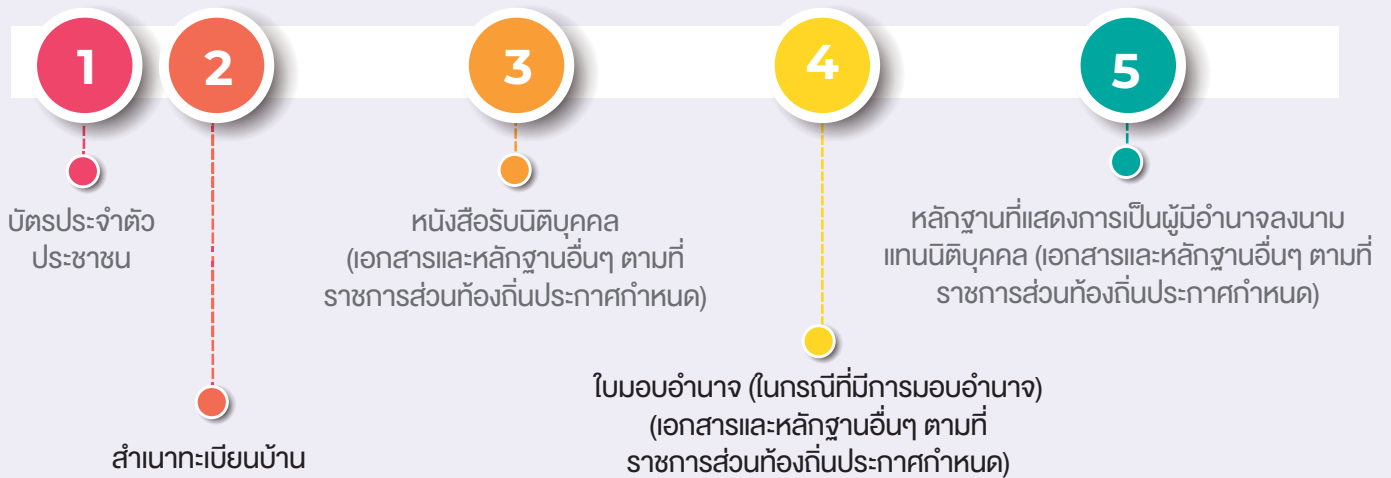 1
2
3
4
5
บัตรประจำตัว
ประชาชน
สำเนาทะเบียนบ้าน
หนังสือรับนิติบุคคล
(เอกสารและหลักฐานอื่นๆ ตามที่
ราชการส่วนท้องถิ่นประกาศกำหนด)
ใบมอบอำนาจ (ในกรณีที่มีการมอบอำนาจ)
(เอกสารและหลักฐานอื่นๆ ตามที่
ราชการส่วนท้องถิ่นประกาศกำหนด)
หลักฐานที่แสดงการเป็นผู้มีอำนาจลงนาม
แทนนิติบุคคล (เอกสารและหลักฐานอื่นๆ ตามที่
ราชการส่วนท้องถิ่นประกาศกำหนด)